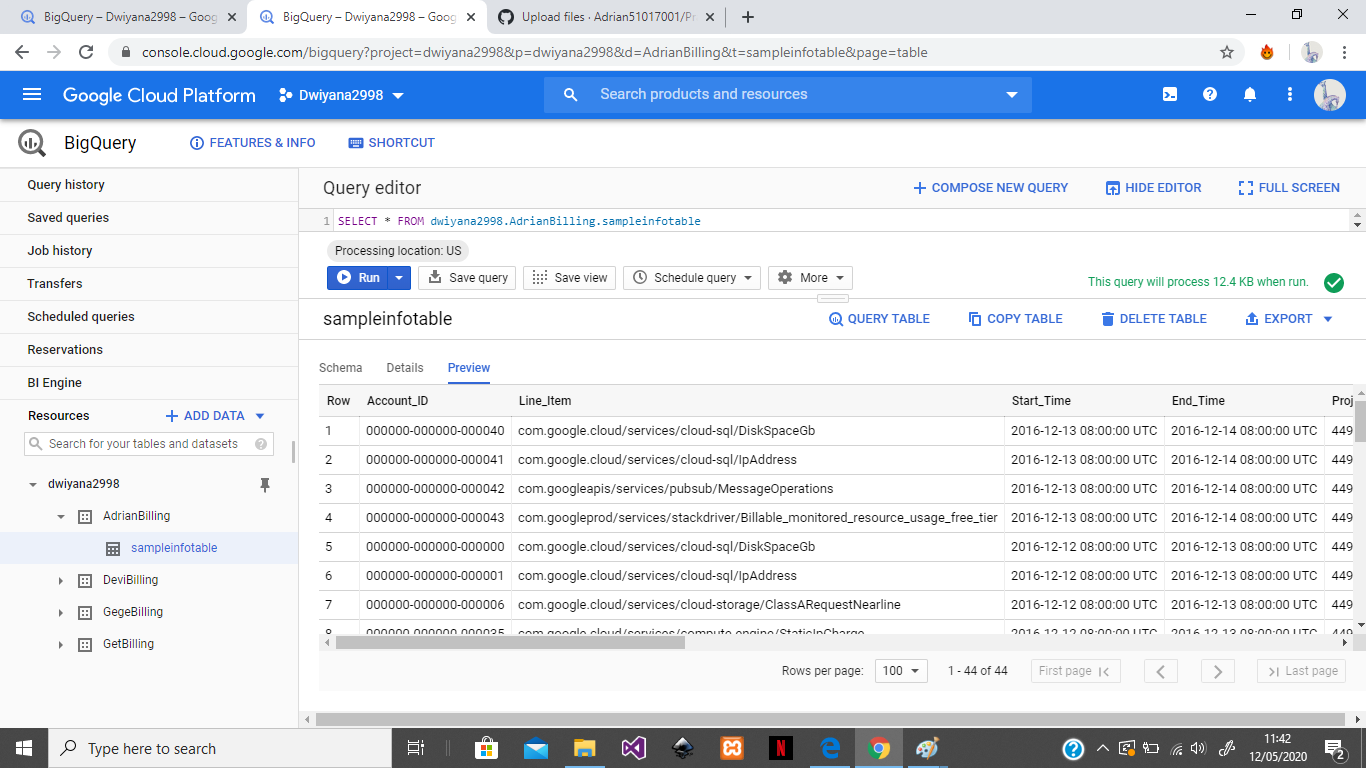 BigQuery – Dwiyana2998 – Goog
BigQuery – Dwiyana2998 – Goog
Upload files · Adrian51017001/Pr
console.cloud.google.com/bigquery?project=dwiyana2998&p=dwiyana2998&d=AdrianBilling&t=sampleinfotable&page=table
Google Cloud Platform
Dwiyana2998
Search products and resources
BigQuery
FEATURES & INFO
SHORTCUT
Query history
Saved queries
Job history
Transfers
Scheduled queries
Reservations
BI Engine
Resources
ADD DATA
Search for your tables and datasets
dwiyana2998
AdrianBilling
sampleinfotable
DeviBilling
GegeBilling
GetBilling
Query editor
COMPOSE NEW QUERY
HIDE EDITOR
FULL SCREEN
1 SELECT * FROM dwiyana2998.AdrianBilling.sampleinfotable
Processing location: US
Run
Save query
Save view
Schedule query
More
This query will process 12.4 KB when run.
sampleinfotable
QUERY TABLE
COPY TABLE
DELETE TABLE
EXPORT
Schema Details Preview
Row Account_ID Line_Item Start_Time End_Time Proj
1 000000-000000-000040 com.google.cloud/services/cloud-sql/DiskSpaceGb 2016-12-13 08:00:00 UTC 2016-12-14 08:00:00 UTC 449
2 000000-000000-000041 com.google.cloud/services/cloud-sql/IpAddress 2016-12-13 08:00:00 UTC 2016-12-14 08:00:00 UTC 449
3 000000-000000-000042 com.googleapis/services/pubsub/MessageOperations 2016-12-13 08:00:00 UTC 2016-12-14 08:00:00 UTC 449
4 000000-000000-000043 com.googleprod/services/stackdriver/Billable_monitored_resource_usage_free_tier 2016-12-13 08:00:00 UTC 2016-12-14 08:00:00 UTC 449
5 000000-000000-000000 com.google.cloud/services/cloud-sql/DiskSpaceGb 2016-12-12 08:00:00 UTC 2016-12-13 08:00:00 UTC 449
6 000000-000000-000001 com.google.cloud/services/cloud-sql/IpAddress 2016-12-12 08:00:00 UTC 2016-12-13 08:00:00 UTC 449
7 000000-000000-000006 com.google.cloud/services/cloud-storage/ClassARequestNearline 2016-12-12 08:00:00 UTC 2016-12-13 08:00:00 UTC 449
8 000000-000000-000035 com.google.cloud/services/compute-engine/StaticIpCharge 2016-12-12 08:00:00 UTC 2016-12-13 08:00:00 UTC 449
Rows per page: 100 1 - 44 of 44 First page Last page
Type here to search
11:42
12/05/2020
2